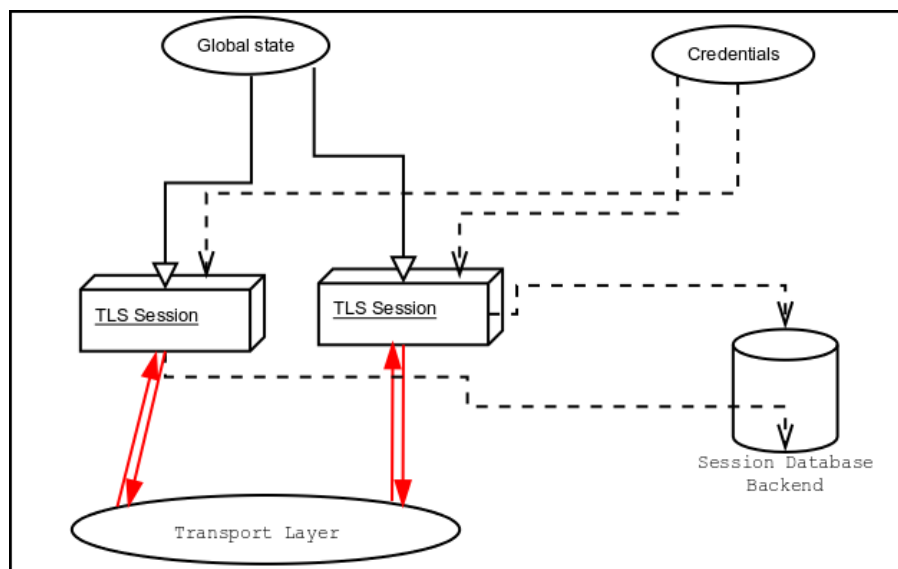 Global state
Credentials
TLS Session
TLS Session
Session Database
Backend
Transport Layer